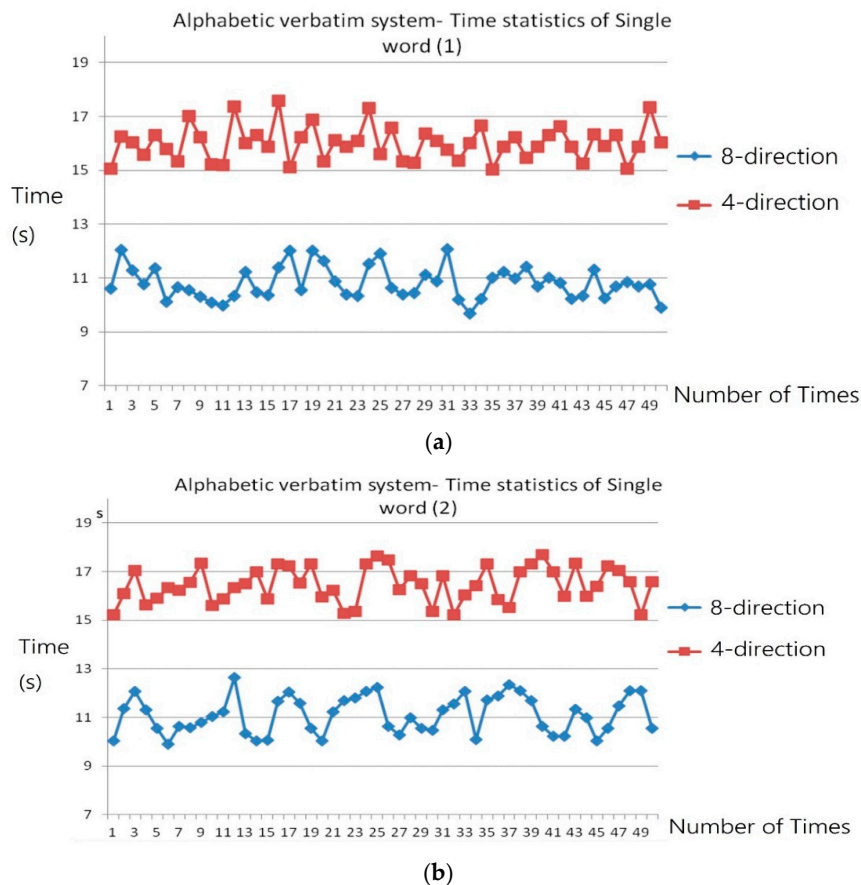 Alphabetic verbatim system- Time statistics of Single
word (1)
19
17
15
13
11
9
7
Time
(s)
8-direction
4-direction
1 3 5 7 9 11 13 15 17 19 21 23 25 27 29 31 33 35 37 39 41 43 45 47 49
Number of Times
(a)
Alphabetic verbatim system- Time statistics of Single
word (2)
19 s
17
15
13
11
9
7
Time
(s)
8-direction
4-direction
1 3 5 7 9 11 13 15 17 19 21 23 25 27 29 31 33 35 37 39 41 43 45 47 49
Number of Times
(b)